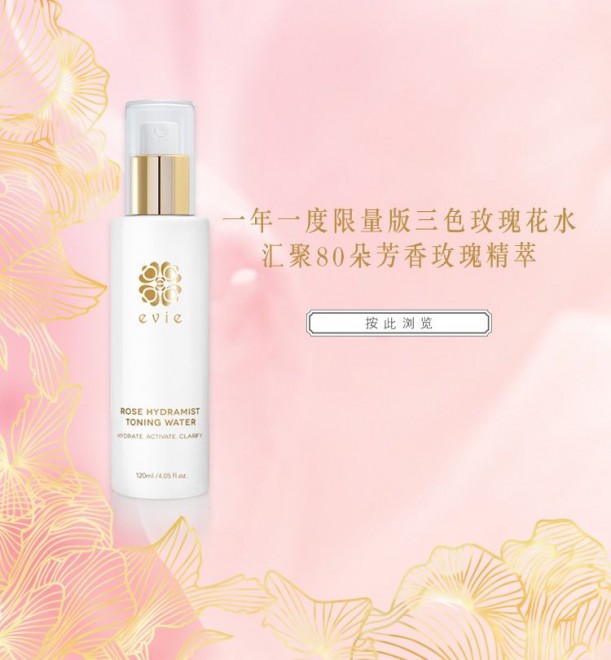 一年一度限量版三色玫瑰花水
汇聚80朵芳香玫瑰精萃
按此浏览
evie
ROSE HYDRAMIST
TONING WATER
HYDRATE. ACTIVATE. CLARIFY
120ml /4.05 fl oz.